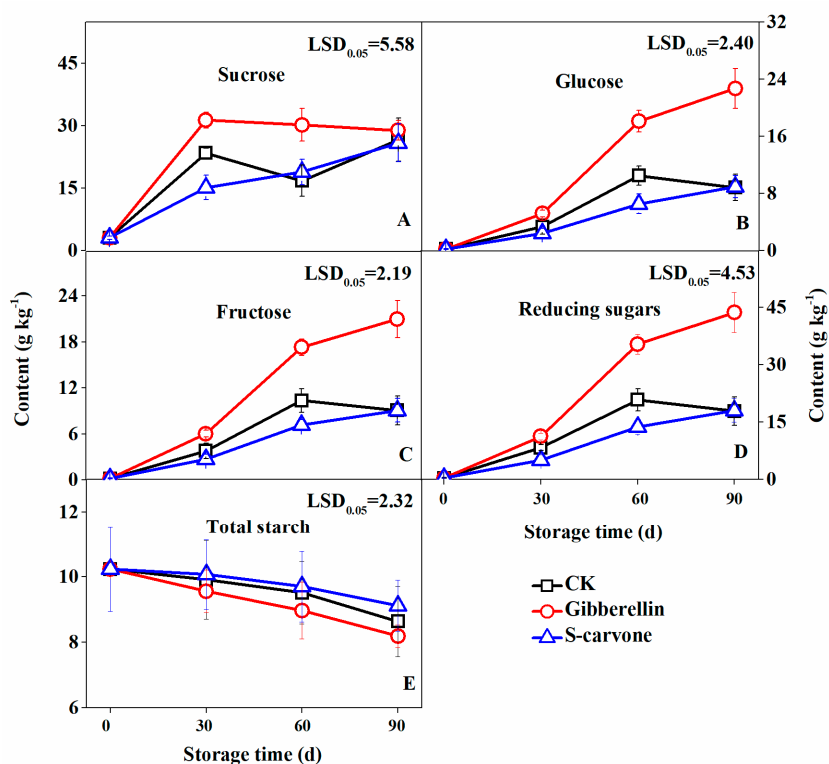 LSD0.05=5.58
Sucrose
45
30
15
0
A
LSD0.05=2.40
Glucose
32
24
16
8
0
B
LSD0.05=2.19
Fructose
24
18
12
6
0
C
LSD0.05=4.53
Reducing sugars
45
30
15
0
D
0 30 60 90
Storage time (d)
Content (g kg-1)
Content (g kg-1)
LSD0.05=2.32
Total starch
12
10
8
6
E
0 30 60 90
Storage time (d)
CK
Gibberellin
S-carvone